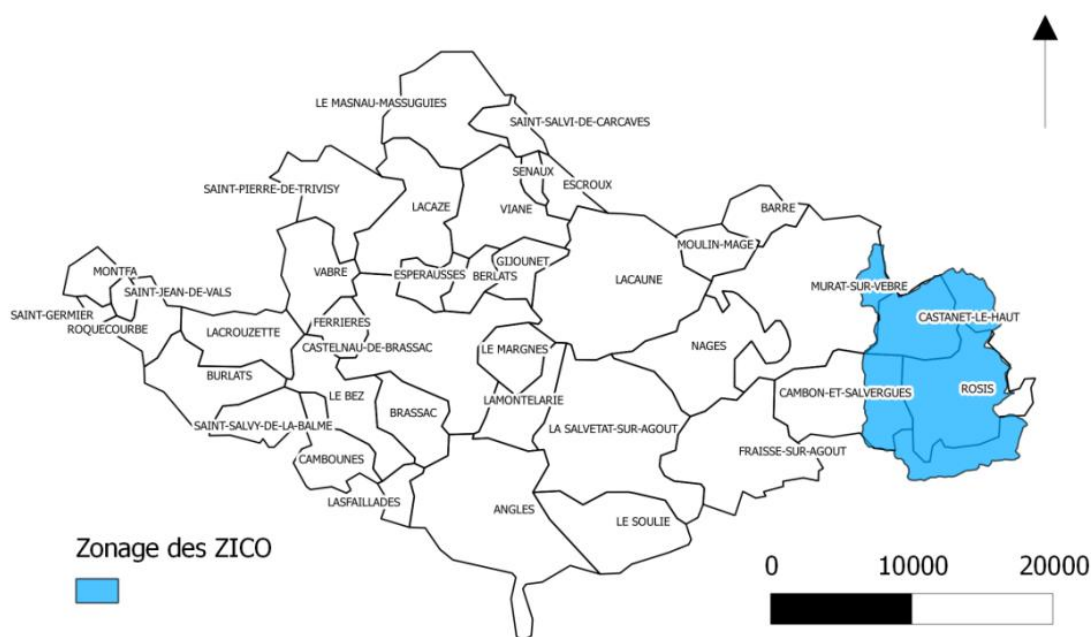 LE MASNAU-MASSUGUIES
SAINT-SALVI-DE-CARCAVES
SENAUX
ESCROUX
SAINT-PIERRE-DE-TRIVISY
LACAZE
VIANE
BARRE
MOULIN-MAGE
GIJOUNET
MONTFA
VABRE
ESPERAUSSES
BERLATS
LACAUNE
MURAT-SUR-VEBRE
SAINT-JEAN-DE-VALS
SAINT-GERMIER
ROQUECOURBE
LACROUZETTE
FERRIERES
CASTANET-LE-HAUT
CASTELNAU-DE-BRASSAC
LE MARGNES
NAGES
BURLATS
LE BEZ
BRASSAC
LAMONTELARIE
CAMBON-ET-SALVERGUES
ROSIS
SAINT-SALVY-DE-LA-BALME
LA SALVETAT-SUR-AGOUT
CAMBOUNES
FRAISSE-SUR-AGOUT
LASFAILLADES
ANGLES
LE SOULIE
Zonage des ZICO
0 10000 20000